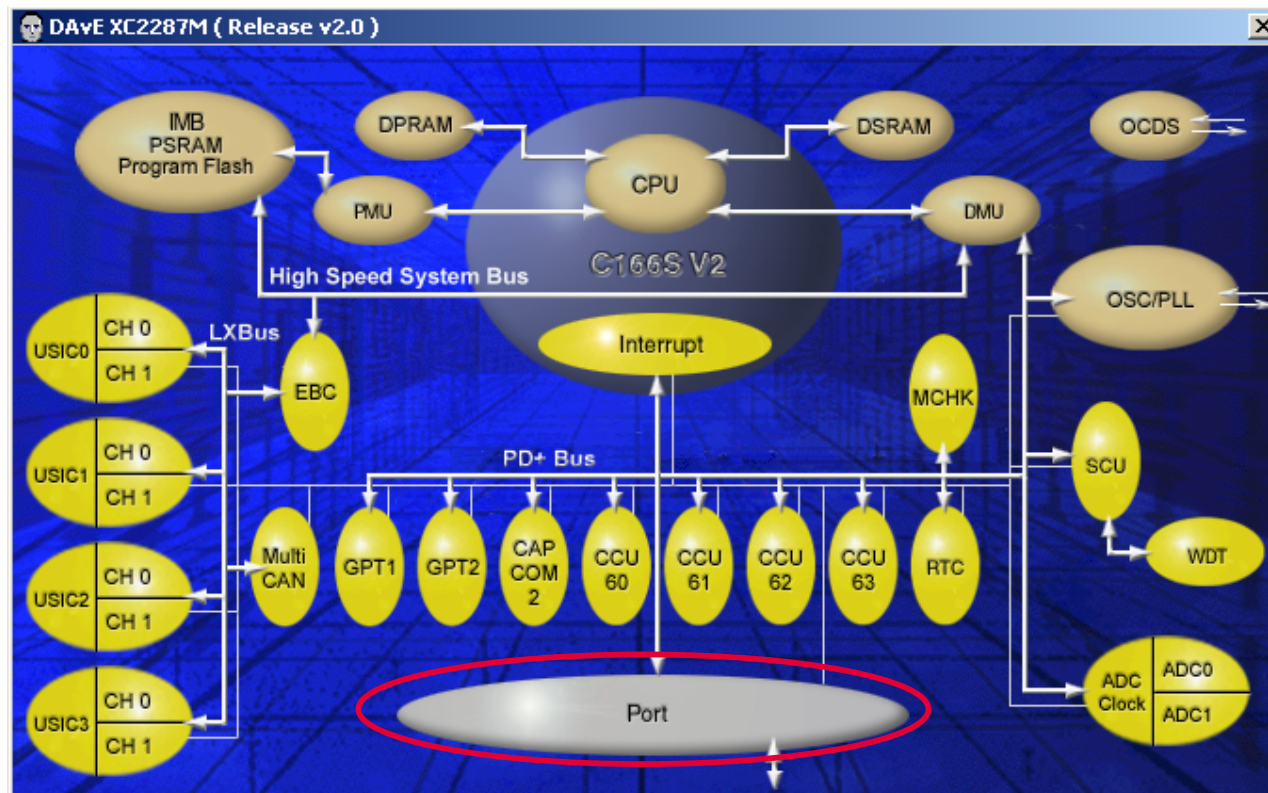 DAvE XC2287M ( Release v2.0 )
IMB
PSRAM
Program Flash
DPRAM
DSRAM
OCDS
CPU
PMU
DMU
C166S V2
High Speed System Bus
OSC/PLL
LXBus
USIC0
CH 0
CH 1
EBC
Interrupt
MCHK
USIC1
CH 0
CH 1
PD+ Bus
SCU
Multi
CAN
GPT1
GPT2
CAP
COM
2
CCU
60
CCU
61
CCU
62
CCU
63
RTC
WDT
USIC2
CH 0
CH 1
USIC3
CH 0
CH 1
Port
ADC
Clock
ADC0
ADC1